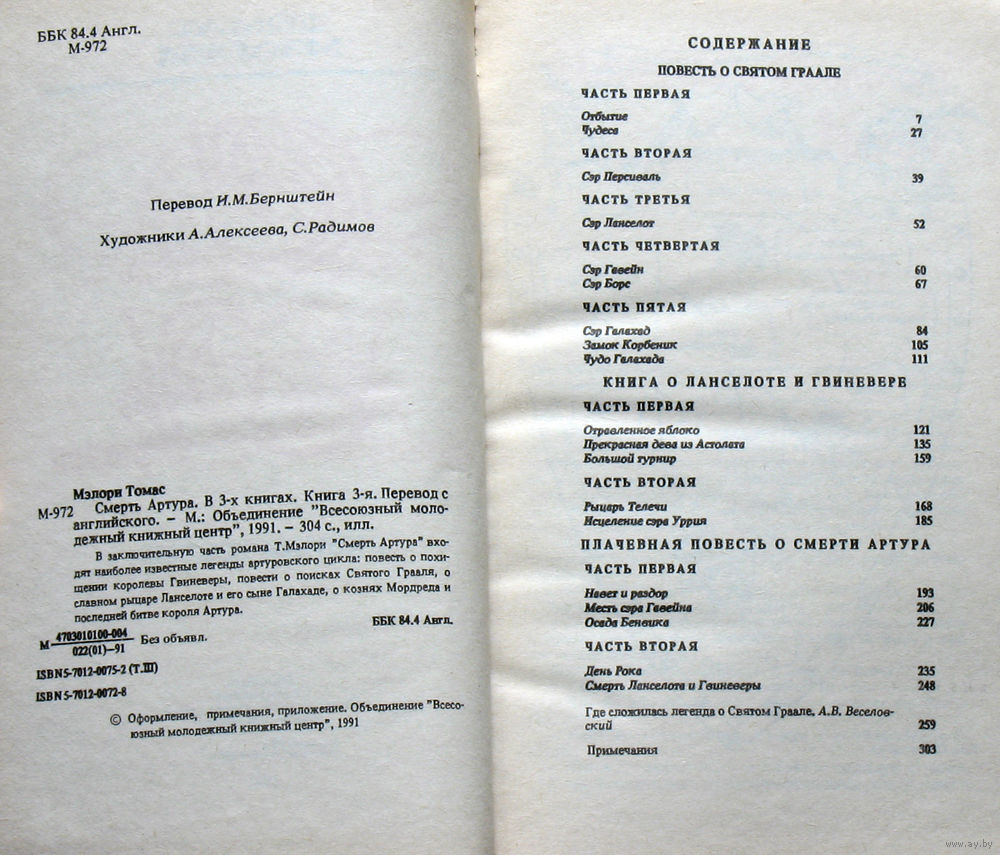 ББК 84.4 Англ.
М-972
Перевод И.М.Бернштейн
Художники А.Алексеева, С.Радимов
Мэлори Томас
М-972 Смерть Артура. В 3-х книгах. Книга 3-я. Перевод с
английского. – М.: Объединение "Всесоюзный моло-
дежный книжный центр", 1991. – 304 с., илл.
В заключительную часть романа Т.Мэлори "Смерть Артура" вхо-
дят наиболее известные легенды артуровского цикла: повесть о похи-
щении королевы Гвиневеры, повести о поисках Святого Грааля, о
славном рыцаре Ланселоте и его сыне Галахаде, о кознях Мордреда и
последней битве короля Артура.
ББК 84.4 Англ.
М 4703010100-004 Без объявл.
022(01)-91
ISBN 5-7012-0075-2 (Т.III)
ISBN 5-7012-0072-8
© Оформление, примечания, приложение. Объединение "Всесо-
юзный молодежный книжный центр", 1991
СОДЕРЖАНИЕ
ПОВЕСТЬ О СВЯТОМ ГРААЛЕ
ЧАСТЬ ПЕРВАЯ
Отбытие 7
Чудеса 27
ЧАСТЬ ВТОРАЯ
Сэр Персиваль 39
ЧАСТЬ ТРЕТЬЯ
Сэр Ланселот 52
ЧАСТЬ ЧЕТВЕРТАЯ
Сэр Гавейн 60
Сэр Борс 67
ЧАСТЬ ПЯТАЯ
Сэр Галахад 84
Замок Корбеник 105
Чудо Галахада 111
КНИГА О ЛАНСЕЛОТЕ И ГВИНЕВЕРЕ
ЧАСТЬ ПЕРВАЯ
Отравленное яблоко 121
Прекрасная дева из Астолата 135
Большой турнир 159
ЧАСТЬ ВТОРАЯ
Рыцарь Телечи 168
Исцеление сэра Уррия 185
ПЛАЧЕВНАЯ ПОВЕСТЬ О СМЕРТИ АРТУРА
ЧАСТЬ ПЕРВАЯ
Навет и раздор 193
Месть сэра Гавейна 206
Осада Бенвика 227
ЧАСТЬ ВТОРАЯ
День Рока 235
Смерть Ланселота и Гвиневеры 248
Где сложилась легенда о Святом Граале, А.В. Веселов-
ский 259
Примечания 303
www.ay.by